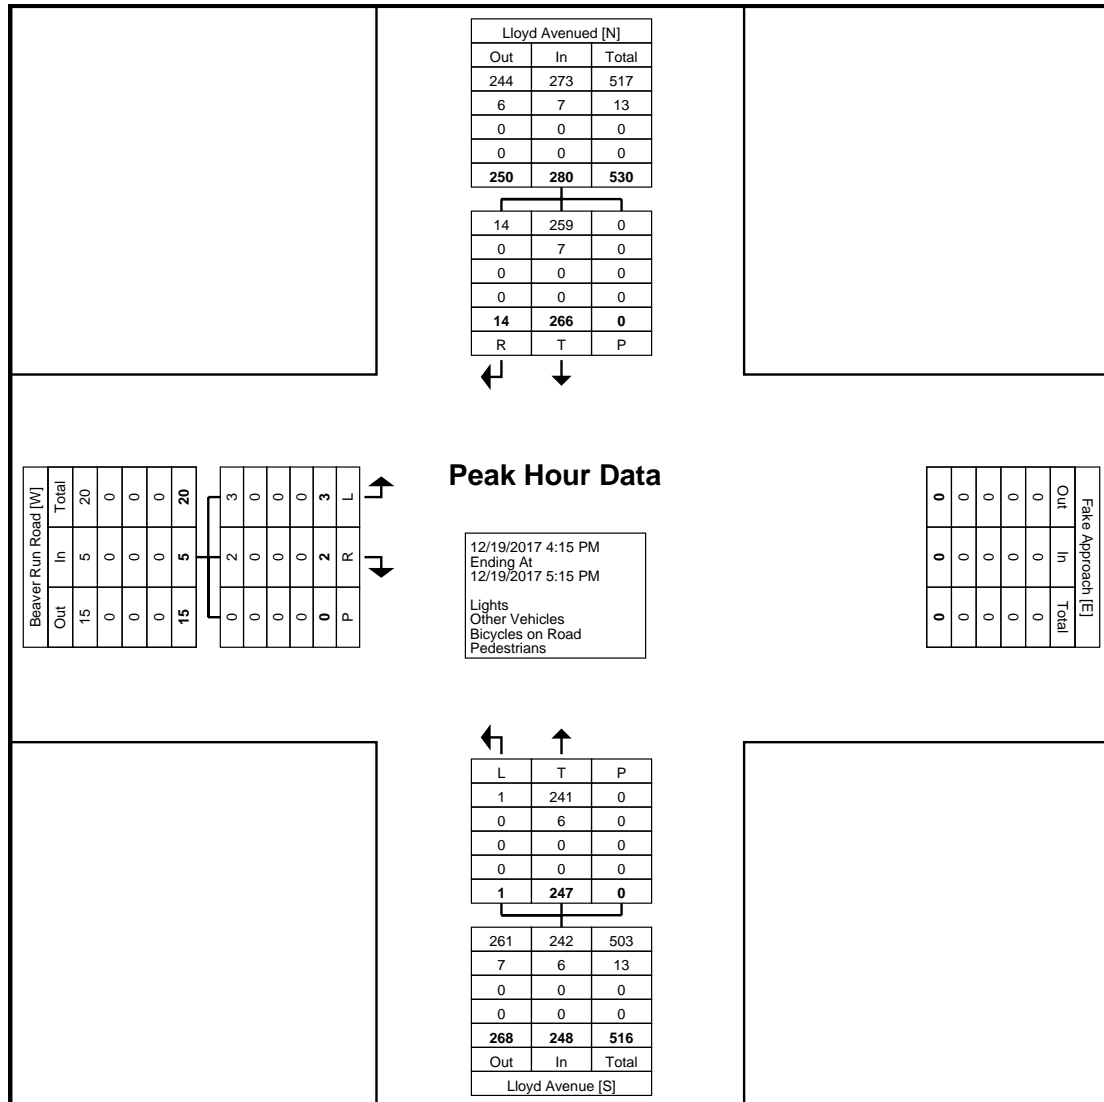 Lloyd Avenued [N]
Out In Total
244 273 517
6 7 13
0 0 0
0 0 0
250 280 530
14 259 0
0 7 0
0 0 0
0 0 0
14 266 0
R T P
Peak Hour Data
12/19/2017 4:15 PM
Ending At
12/19/2017 5:15 PM
Lights
Other Vehicles
Bicycles on Road
Pedestrians
Beaver Run Road [W]
Out In Total
15 5 20
0 0 0
0 0 0
0 0 0
15 5 20
0 2 3
0 0 0
0 0 0
0 0 0
0 2 3
P R L
Fake Approach [E]
Out In Total
0 0 0
0 0 0
0 0 0
0 0 0
0 0 0
L T P
1 241 0
0 6 0
0 0 0
0 0 0
1 247 0
261 242 503
7 6 13
0 0 0
0 0 0
268 248 516
Out In Total
Lloyd Avenue [S]